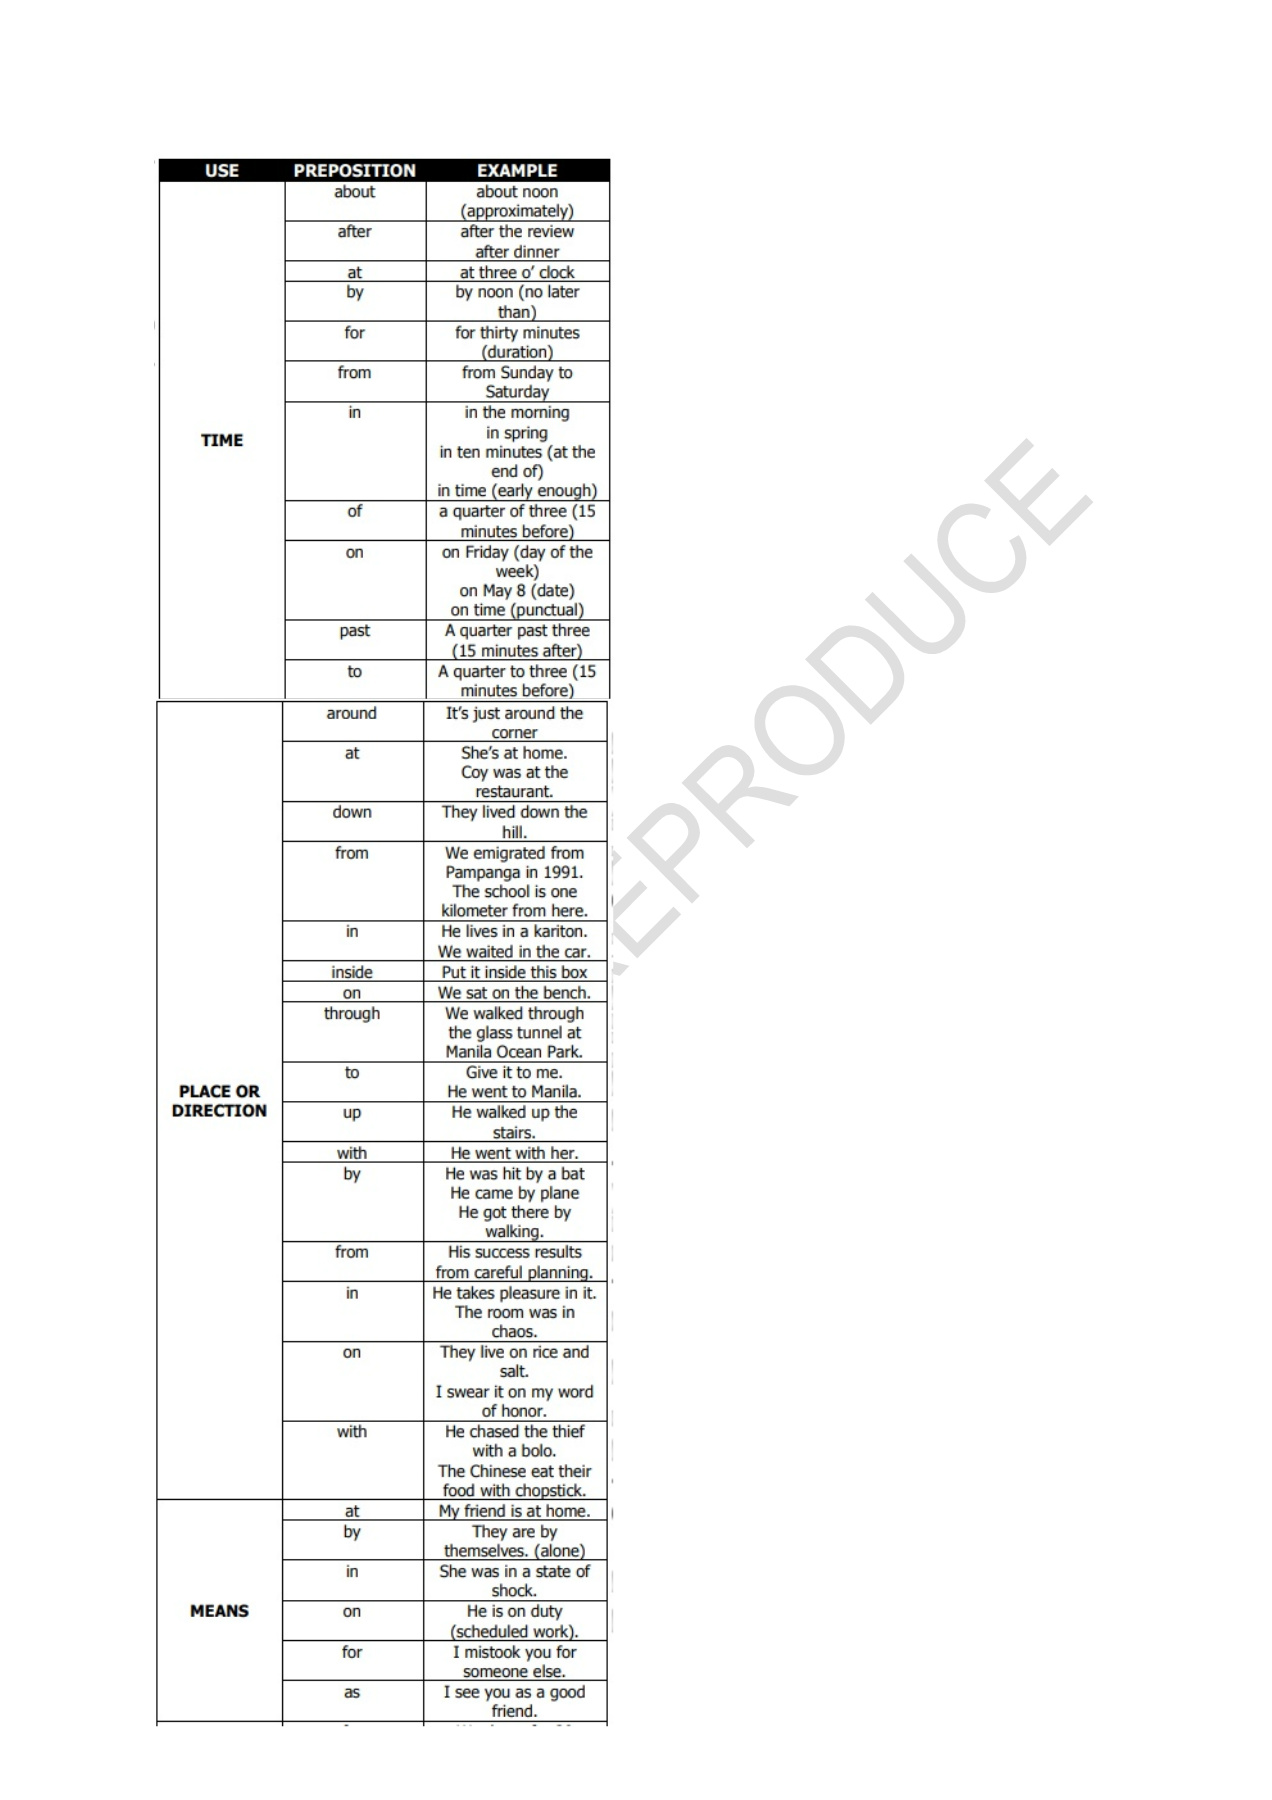 USE PREPOSITION EXAMPLE
TIME
about about noon
(approximately)
after after the review
after dinner
at at three o’ clock
by by noon (no later
than)
for for thirty minutes
(duration)
from from Sunday to
Saturday
in in the morning
in spring
in ten minutes (at the
end of)
in time (early enough)
of a quarter of three (15
minutes before)
on on Friday (day of the
week)
on May 8 (date)
on time (punctual)
past A quarter past three
(15 minutes after)
to A quarter to three (15
minutes before)
PLACE OR
DIRECTION
around It’s just around the
corner
at She’s at home.
Coy was at the
restaurant.
down They lived down the
hill.
from We emigrated from
Pampanga in 1991.
The school is one
kilometer from here.
in He lives in a kariton.
We waited in the car.
inside Put it inside this box
on We sat on the bench.
through We walked through
the glass tunnel at
Manila Ocean Park.
to Give it to me.
He went to Manila.
up He walked up the
stairs.
with He went with her.
by He was hit by a bat
He came by plane
He got there by
walking.
from His success results
from careful planning.
in He takes pleasure in it.
The room was in
chaos.
on They live on rice and
salt.
I swear it on my word
of honor.
with He chased the thief
with a bolo.
The Chinese eat their
food with chopstick.
MEANS
at My friend is at home.
by They are by
themselves. (alone)
in She was in a state of
shock.
on He is on duty
(scheduled work).
for I mistook you for
someone else.
as I see you as a good
friend.
EPRODUCE